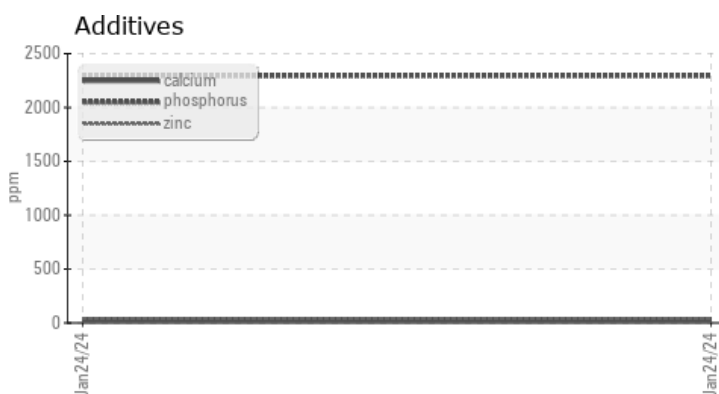 Additives
2500
2000
1500
1000
500
0
ppm
calcium
phosphorus
zinc
Jan24/24
Jan24/24